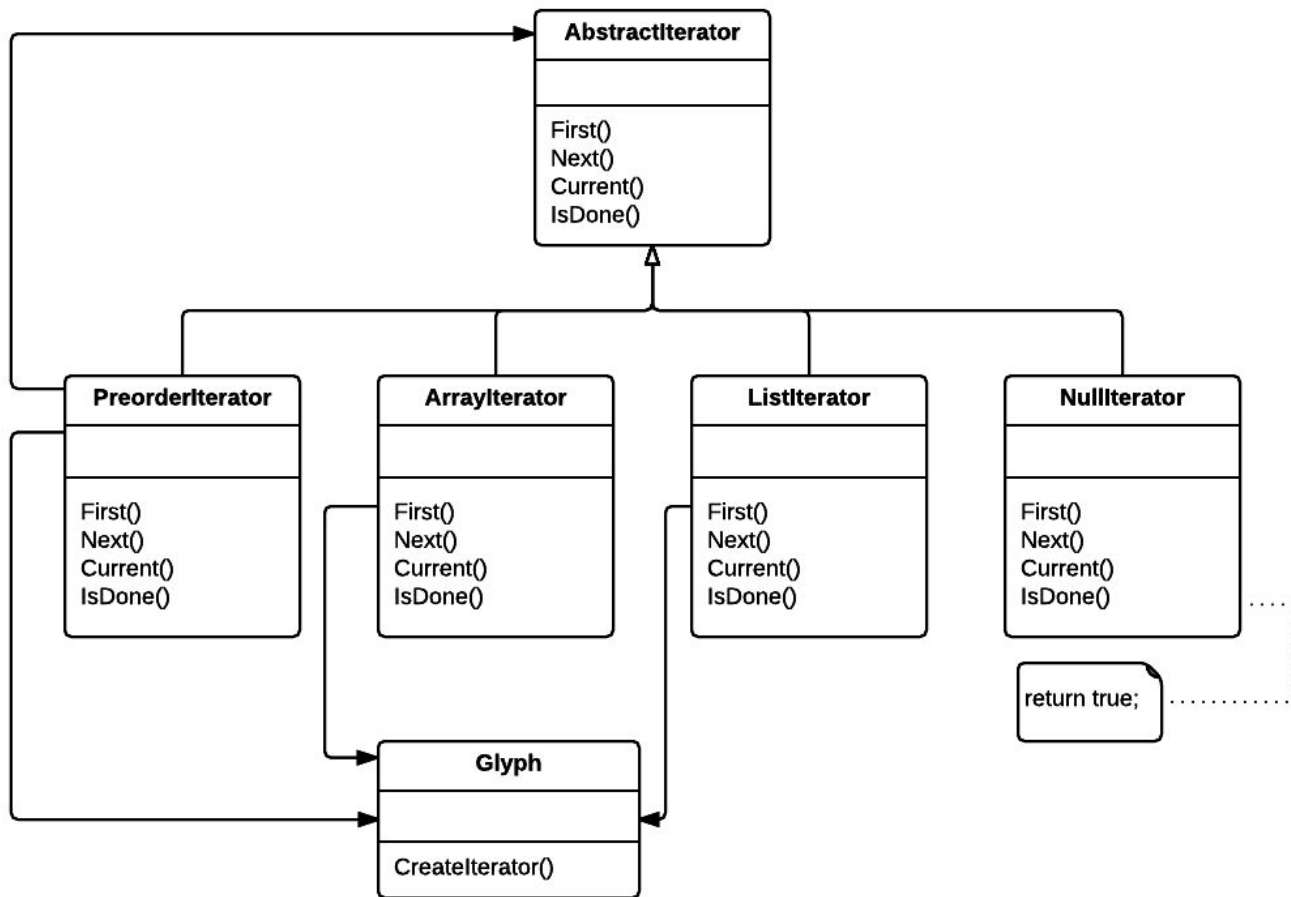 AbstractIterator
First()
Next()
Current()
IsDone()
PreorderIterator
First()
Next()
Current()
IsDone()
ArrayIterator
First()
Next()
Current()
IsDone()
ListIterator
First()
Next()
Current()
IsDone()
NullIterator
First()
Next()
Current()
IsDone()
return true;
Glyph
CreateIterator()